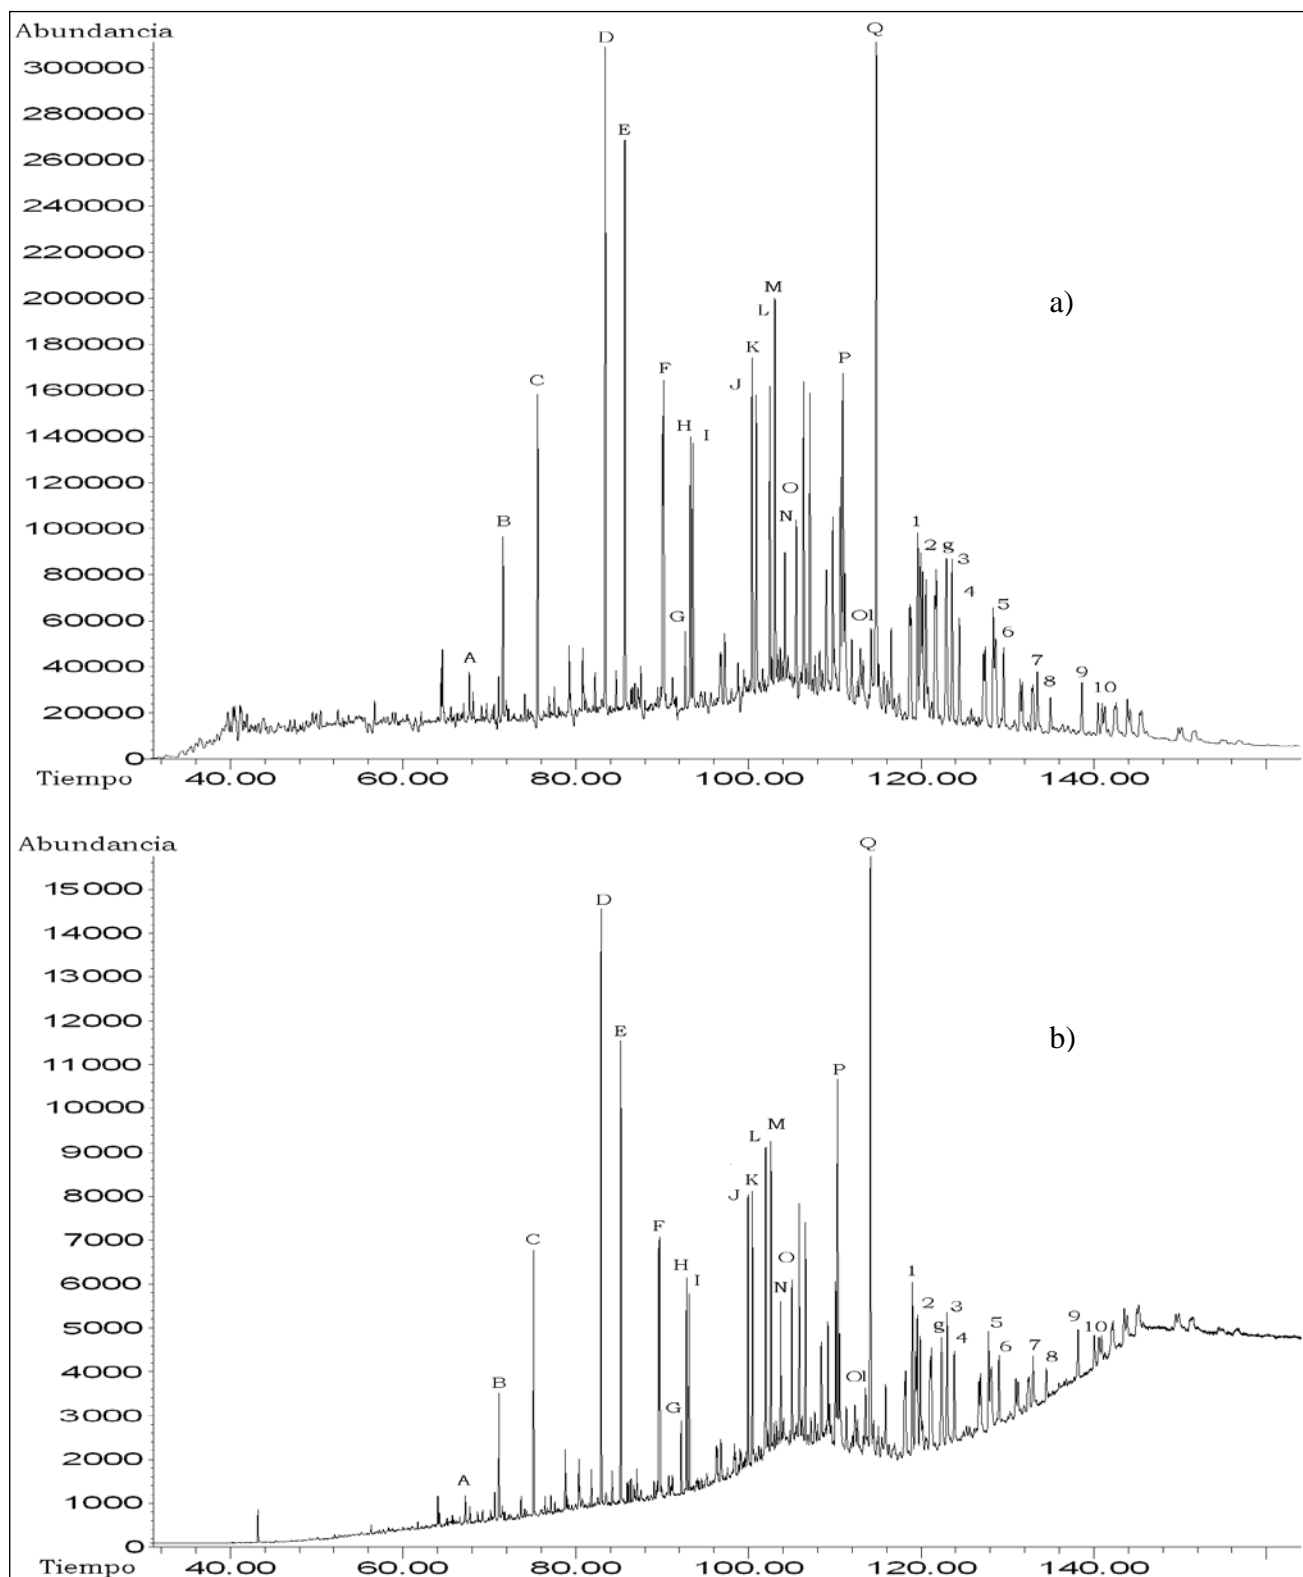 Abundancia
Q
D
300000
280000
E
260000
240000
220000
200000
M
a)
L
180000
K
P
F
C
J
160000
140000
H
I
120000
O
100000
B
N
1
2
g
3
80000
4
5
60000
G
Ol
6
A
7
40000
8
9
10
20000
0
Tiempo
40.00
60.00
80.00
100.00
120.00
140.00
Abundancia
Q
15000
D
14000
13000
12000
E
b)
11000
P
10000
M
L
9000
K
8000
J
F
C
7000
H
I
O
1
6000
N
2
g
3
4
5
6
9
10
5000
B
7
8
4000
G
Ol
3000
2000
A
1000
0
Tiempo
40.00
60.00
80.00
100.00
120.00
140.00